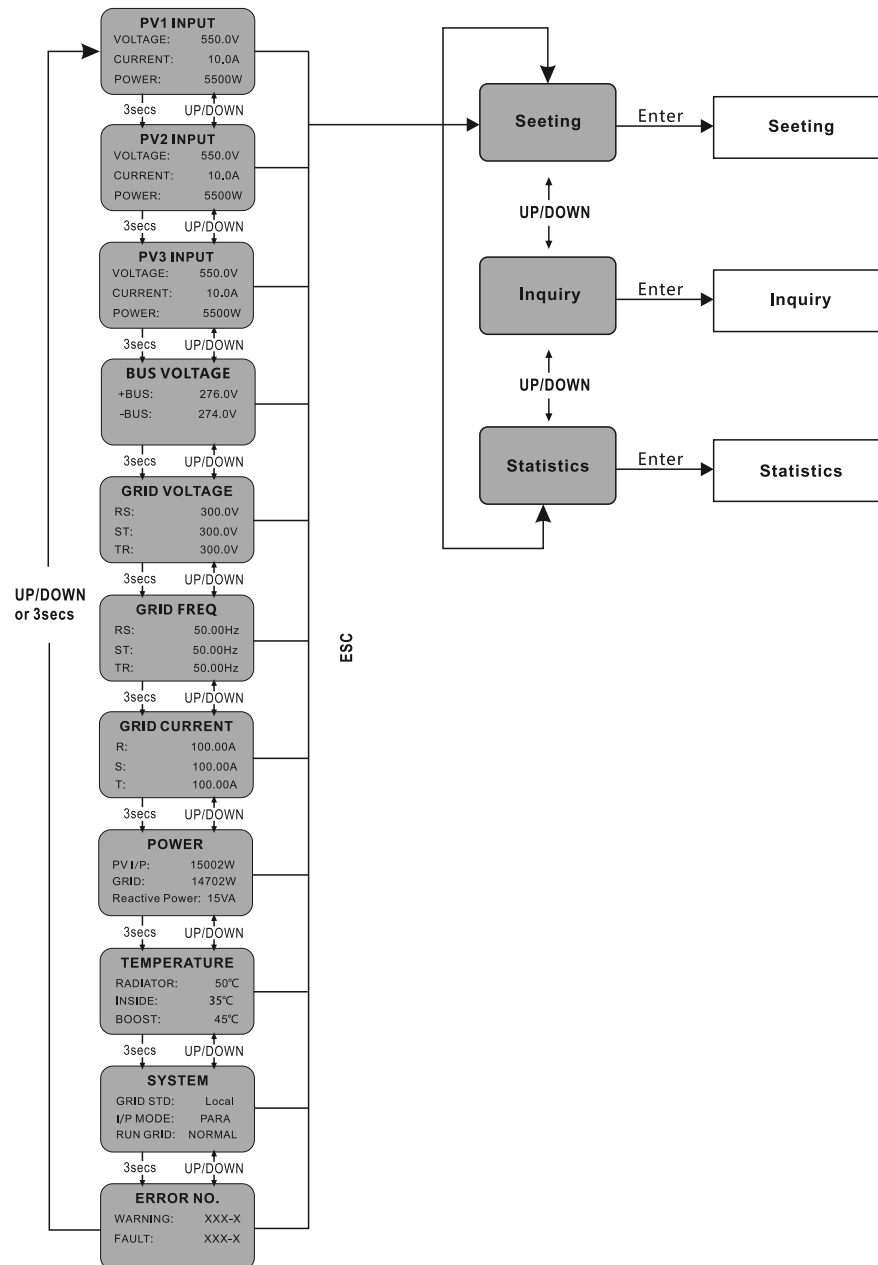 PV1 INPUT
VOLTAGE: 550.0V
CURRENT: 10.0A
POWER: 5500W
3secs UP/DOWN
PV2 INPUT
VOLTAGE: 550.0V
CURRENT: 10.0A
POWER: 5500W
3secs UP/DOWN
PV3 INPUT
VOLTAGE: 550.0V
CURRENT: 10.0A
POWER: 5500W
3secs UP/DOWN
BUS VOLTAGE
+BUS: 276.0V
-BUS: 274.0V
3secs UP/DOWN
GRID VOLTAGE
RS: 300.0V
ST: 300.0V
TR: 300.0V
3secs UP/DOWN
GRID FREQ
RS: 50.00Hz
ST: 50.00Hz
TR: 50.00Hz
3secs UP/DOWN
GRID CURRENT
R: 100.00A
S: 100.00A
T: 100.00A
3secs UP/DOWN
POWER
PV I/P: 15002W
GRID: 14702W
Reactive Power: 15VA
3secs UP/DOWN
TEMPERATURE
RADIATOR: 50℃
INSIDE: 35℃
BOOST: 45℃
3secs UP/DOWN
SYSTEM
GRID STD: Local
I/P MODE: PARA
RUN GRID: NORMAL
3secs UP/DOWN
ERROR NO.
WARNING: XXX-X
FAULT: XXX-X
UP/DOWN
or 3secs
ESC
Seeting
Enter
Seeting
UP/DOWN
Inquiry
Enter
Inquiry
UP/DOWN
Statistics
Enter
Statistics